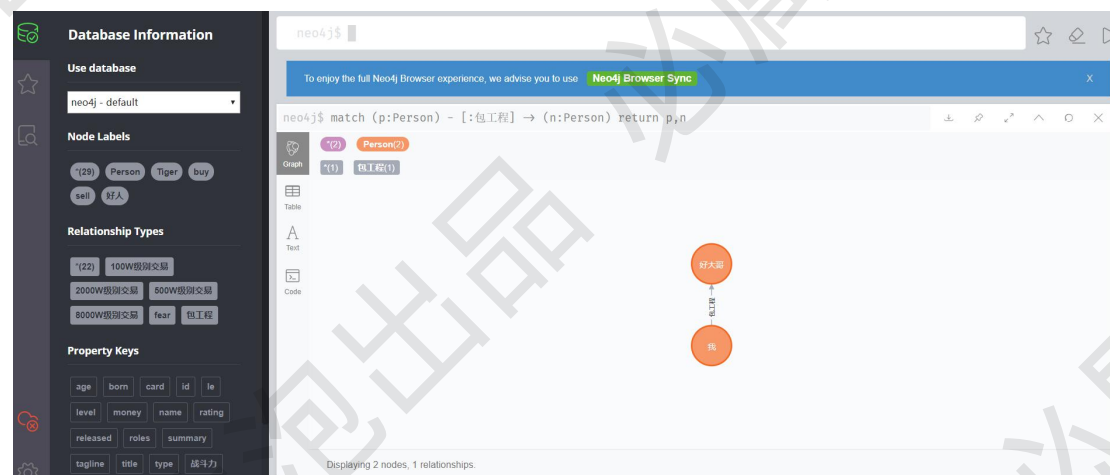 Database Information
Use database
neo4j - default
Node Labels
*(29) Person Tiger buy
sell 好人
Relationship Types
*(22) 100W级别交易
2000W级别交易 500W级别交易
8000W级别交易 fear 包工程
Property Keys
age born card id le
level money name rating
released roles summary
tagline title type 战斗力
neo4j$
To enjoy the full Neo4j Browser experience, we advise you to use Neo4j Browser Sync X
neo4j$ match (p:Person) - [:包工程] → (n:Person) return p,n
*(2) Person(2)
*(1) 包工程(1)
Graph
Table
Text
Code
好大哥
包工程
我
Displaying 2 nodes, 1 relationships.
出品
必属